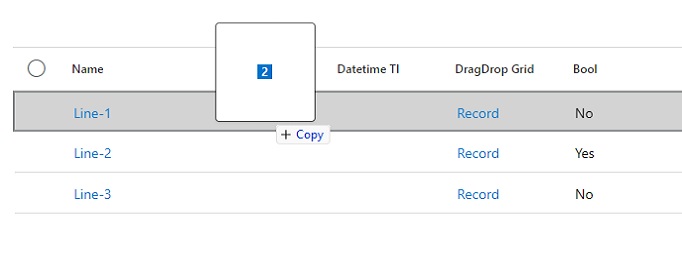 Name 2 Datetime TI DragDrop Grid Bool
Line-1 Record No
+ Copy
Line-2 Record Yes
Line-3 Record No